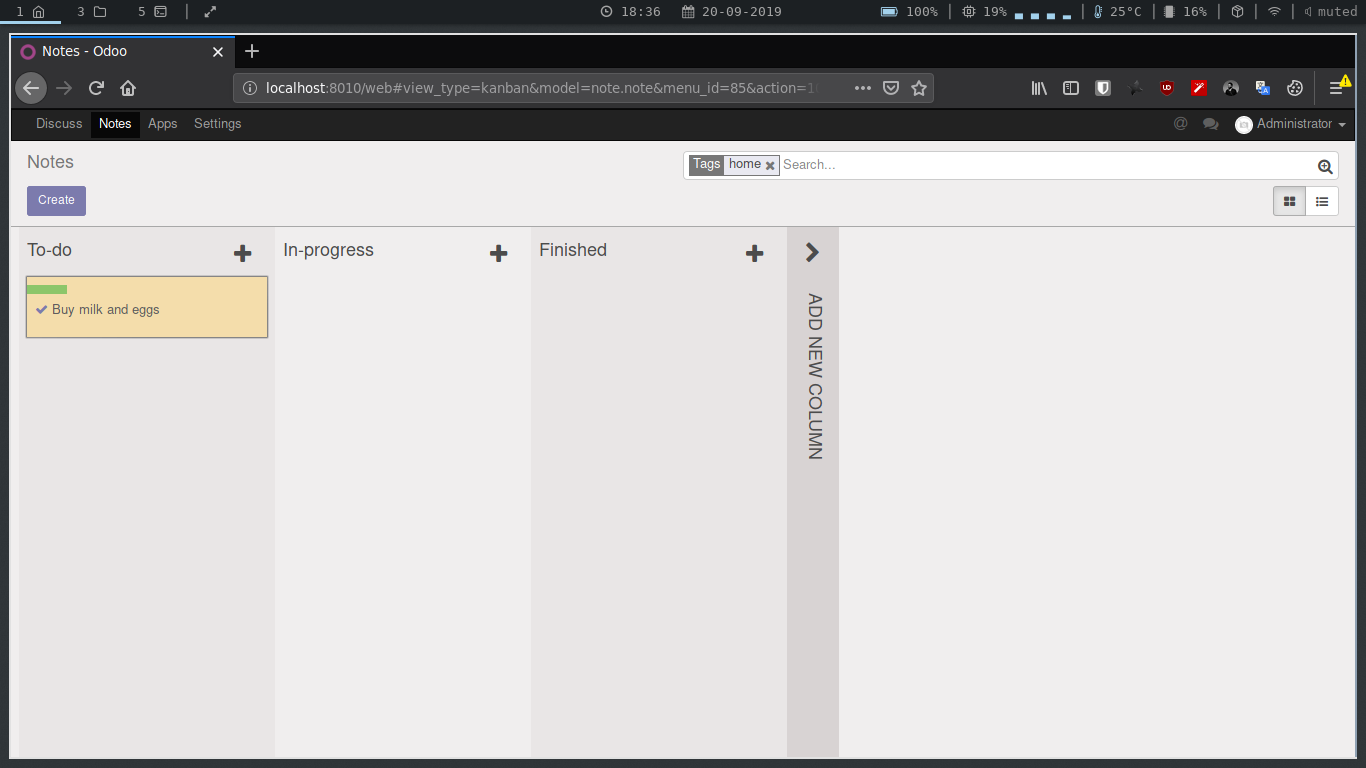 1 3 5 18:36 20-09-2019 100% 19% 25°C 16% muted
Notes - Odoo
localhost:8010/web#view_type=kanban&model=note.note&menu_id=85&action=1
Discuss Notes Apps Settings @ Administrator
Notes Tags home Search...
Create
To-do In-progress Finished
Buy milk and eggs
ADD NEW COLUMN